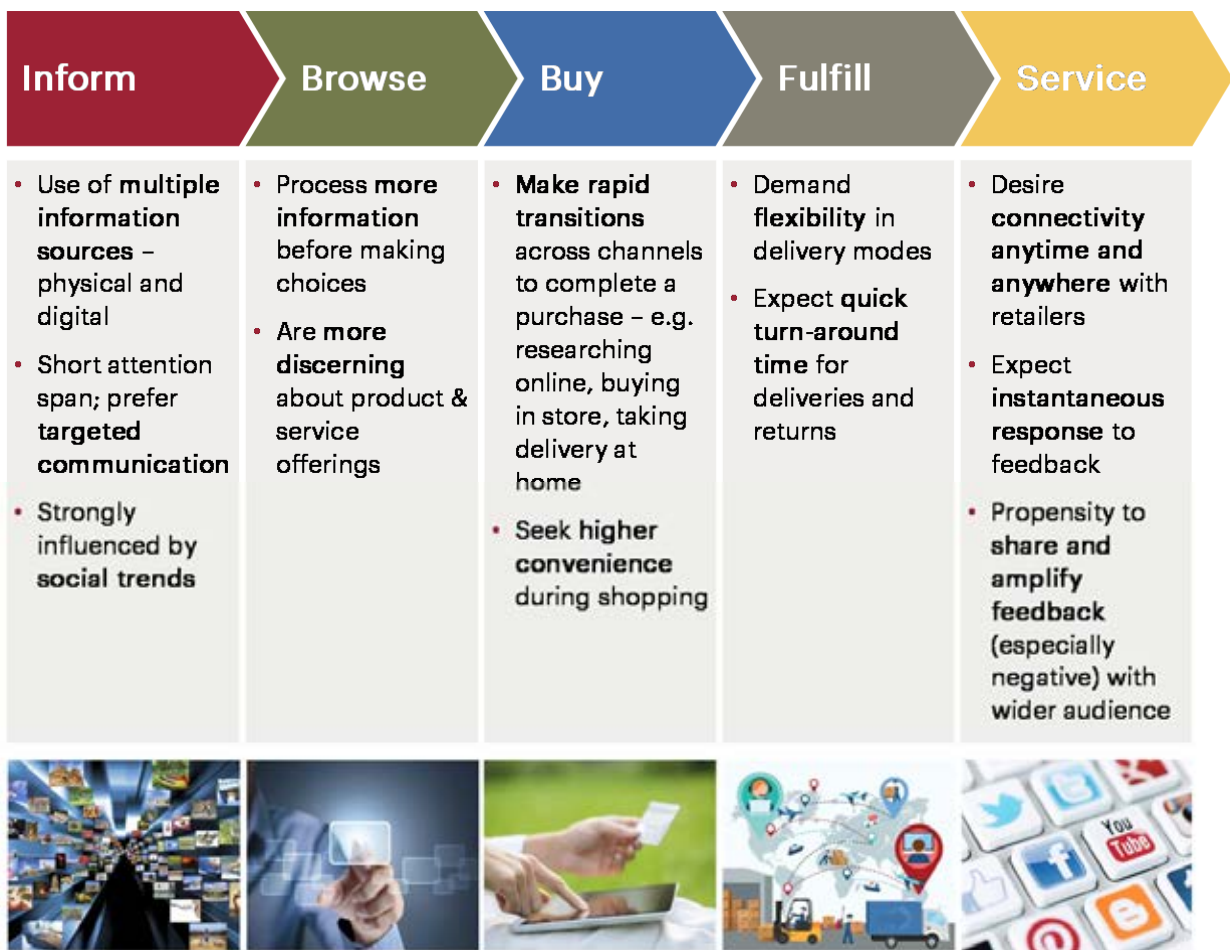 Inform
Browse
Buy
Fulfill
Service
• Use of multiple
information
sources –
physical and
digital
• Short attention
span; prefer
targeted
communication
• Strongly
influenced by
social trends
• Process more
information
before making
choices
• Are more
discerning
about product &
service
offerings
• Make rapid
transitions
across channels
to complete a
purchase – e.g.
researching
online, buying
in store, taking
delivery at
home
• Seek higher
convenience
during shopping
• Demand
flexibility in
delivery modes
• Expect quick
turn-around
time for
deliveries and
returns
• Desire
connectivity
anytime and
anywhere with
retailers
• Expect
instantaneous
response to
feedback
• Propensity to
share and
amplify
feedback
(especially
negative) with
wider audience
You
Tube